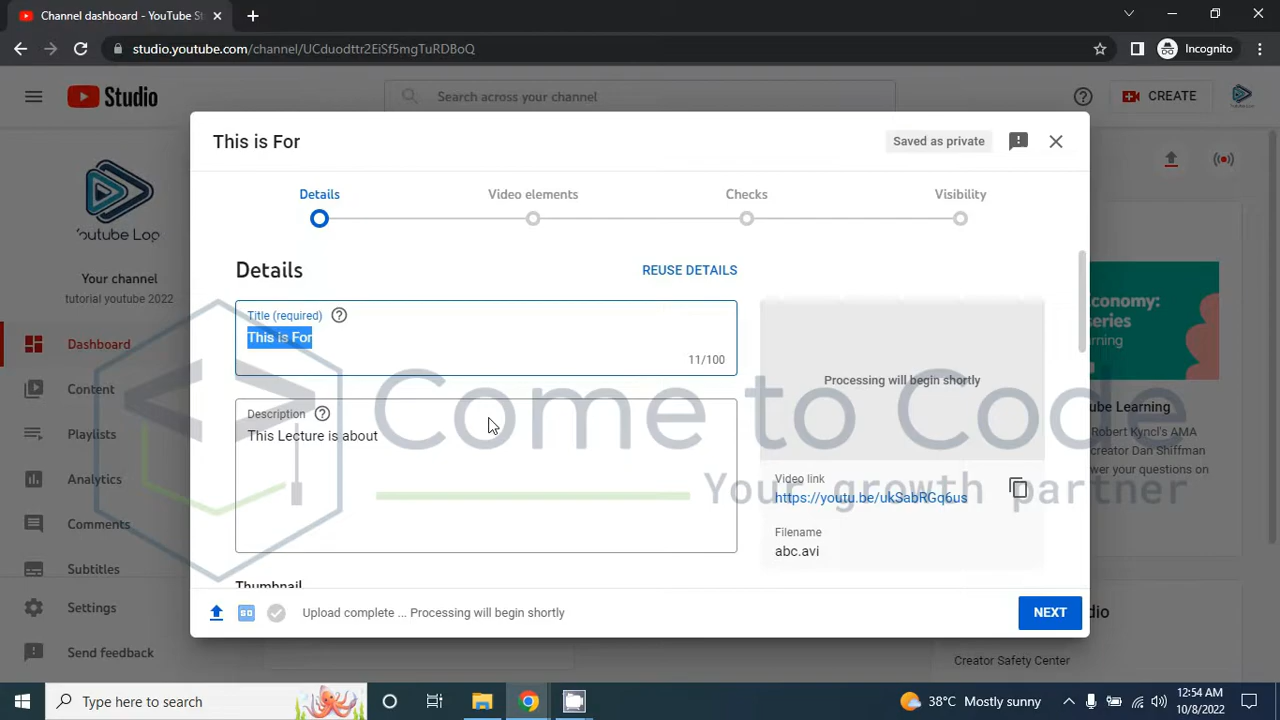 Channel dashboard - YouTube St
studio.youtube.com/channel/UCduodttr2EiSf5mgTuRDBoQ
Incognito
Studio
Search across your channel
CREATE
This is For
Saved as private
Details
Video elements
Checks
Visibility
Youtube Log
Your channel
tutorial youtube 2022
Details
REUSE DETAILS
Title (required)
This is For
11/100
Description
This Lecture is about
Processing will begin shortly
Video link
https://youtu.be/ukSabRGq6us
Filename
abc.avi
Thumbnail
Dashboard
Content
Playlists
Analytics
Comments
Subtitles
Settings
Send feedback
Economy:
series
rning
ube Learning
Robert Kyncl's AMA
creator Dan Shiffman
wer your questions on
Come to Code
Your growth partner
Upload complete ... Processing will begin shortly
NEXT
dio
Creator Safety Center
Type here to search
38°C Mostly sunny
12:54 AM
10/8/2022